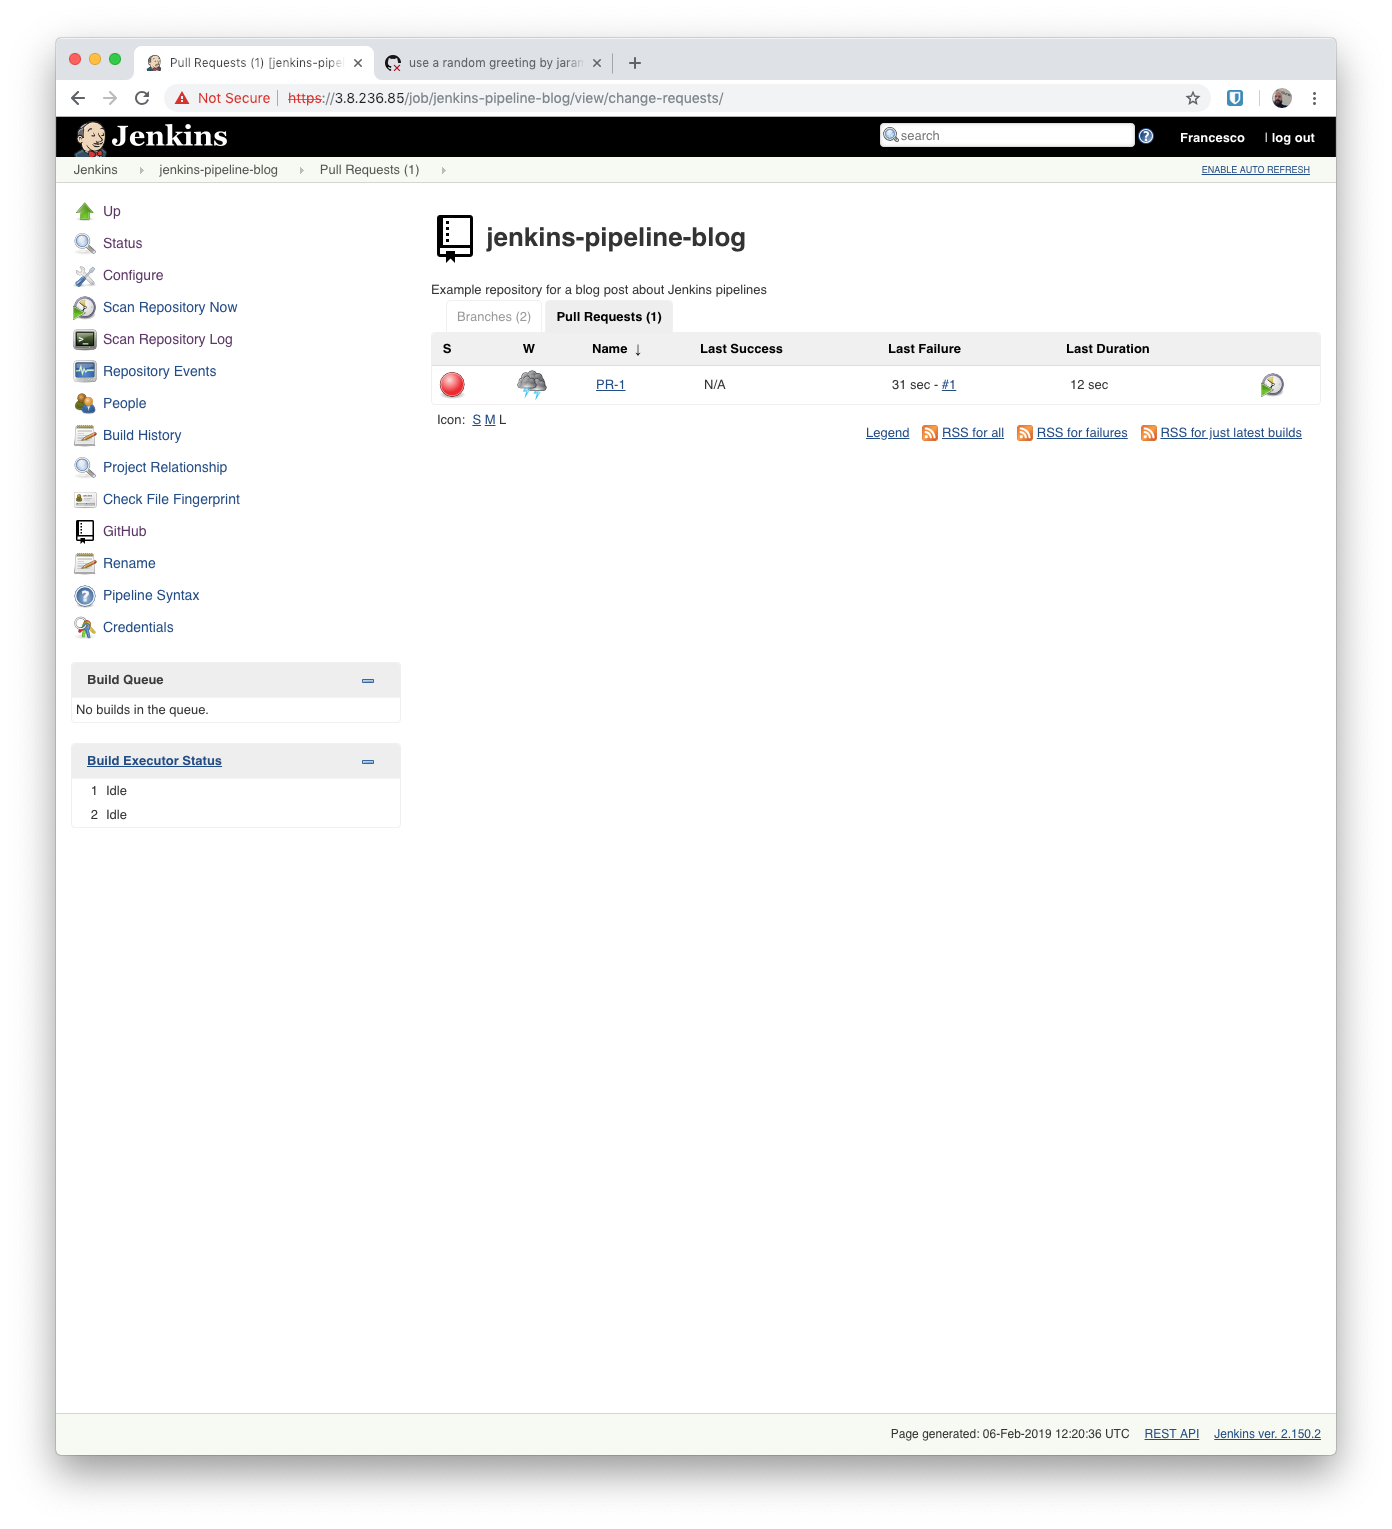 Pull Requests (1) [jenkins-pipel
use a random greeting by jaran
Not Secure https://3.8.236.85/job/jenkins-pipeline-blog/view/change-requests/
Jenkins
search
Francesco
| log out
Jenkins
jenkins-pipeline-blog
Pull Requests (1)
ENABLE AUTO REFRESH
Up
Status
Configure
Scan Repository Now
Scan Repository Log
Repository Events
People
Build History
Project Relationship
Check File Fingerprint
GitHub
Rename
Pipeline Syntax
Credentials
Build Queue
No builds in the queue.
Build Executor Status
1 Idle
2 Idle
jenkins-pipeline-blog
Example repository for a blog post about Jenkins pipelines
Branches (2)
Pull Requests (1)
S W Name ↓ Last Success Last Failure Last Duration
PR-1 N/A 31 sec - #1 12 sec
Icon: S M L
Legend RSS for all RSS for failures RSS for just latest builds
Page generated: 06-Feb-2019 12:20:36 UTC REST API Jenkins ver. 2.150.2